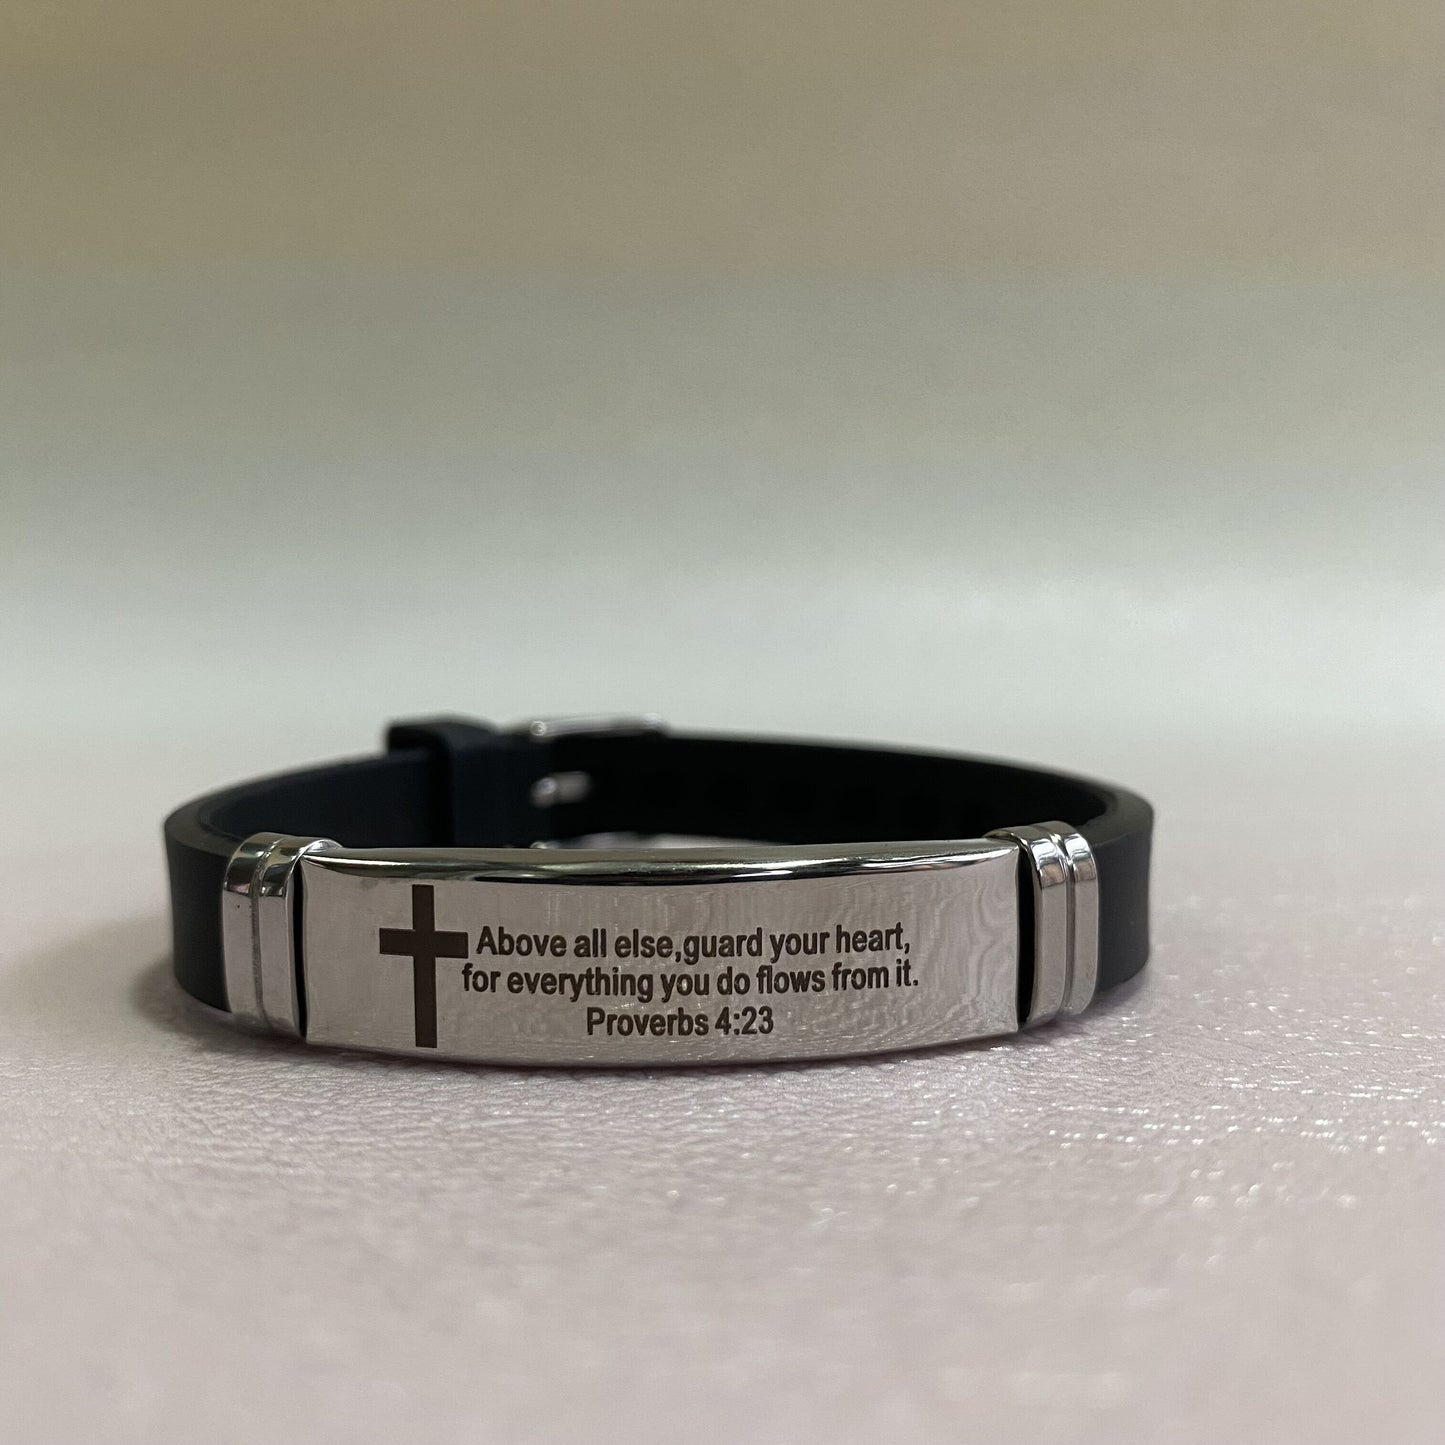 Above all else,guard your heart,
for everything you do flows from it.
Proverbs 4:23